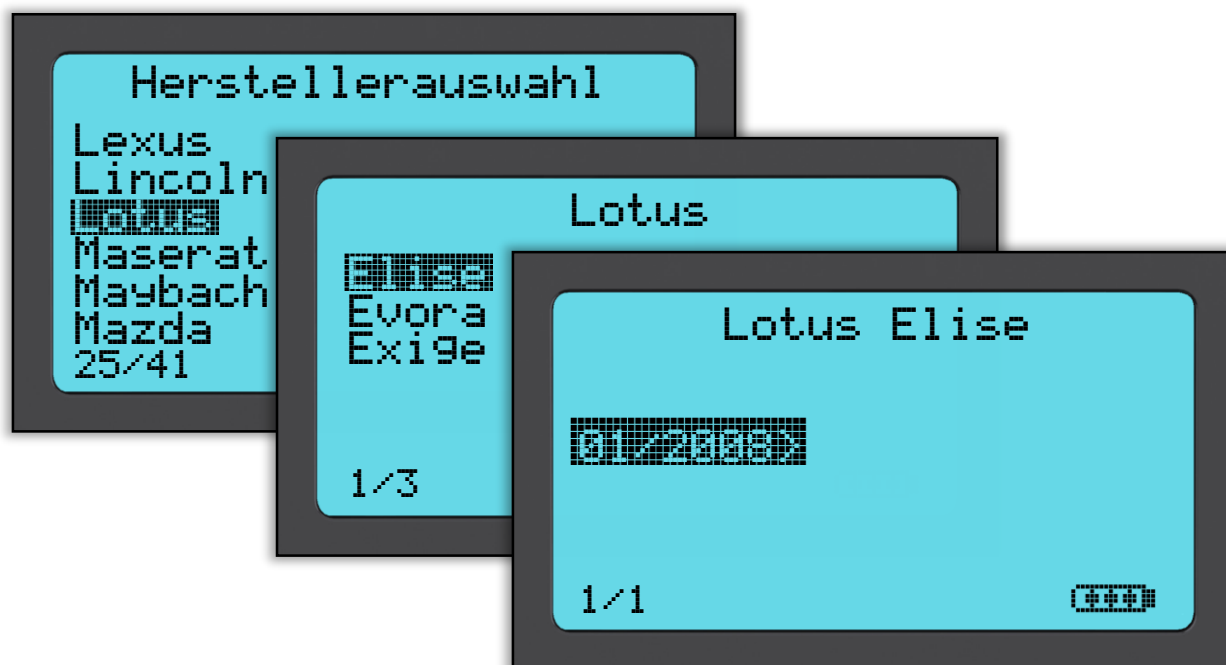 Herstellerauswahl
Lexus
Lincoln
Lotus
Maserat
Maybach
Mazda
25/41
Lotus
Elise
Evora
Exige
1/3
Lotus Elise
01/2008>
1/1